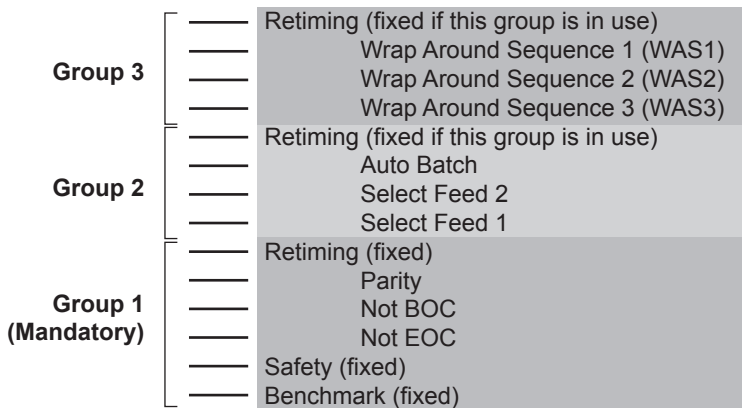 Retiming (fixed if this group is in use)
Wrap Around Sequence 1 (WAS1)
Group 3
Wrap Around Sequence 2 (WAS2)
Wrap Around Sequence 3 (WAS3)
Retiming (fixed if this group is in use)
Auto Batch
Group 2
Select Feed 2
Select Feed 1
Retiming (fixed)
Parity
Group 1
(Mandatory)
Not BOC
Not EOC
Safety (fixed)
Benchmark (fixed)